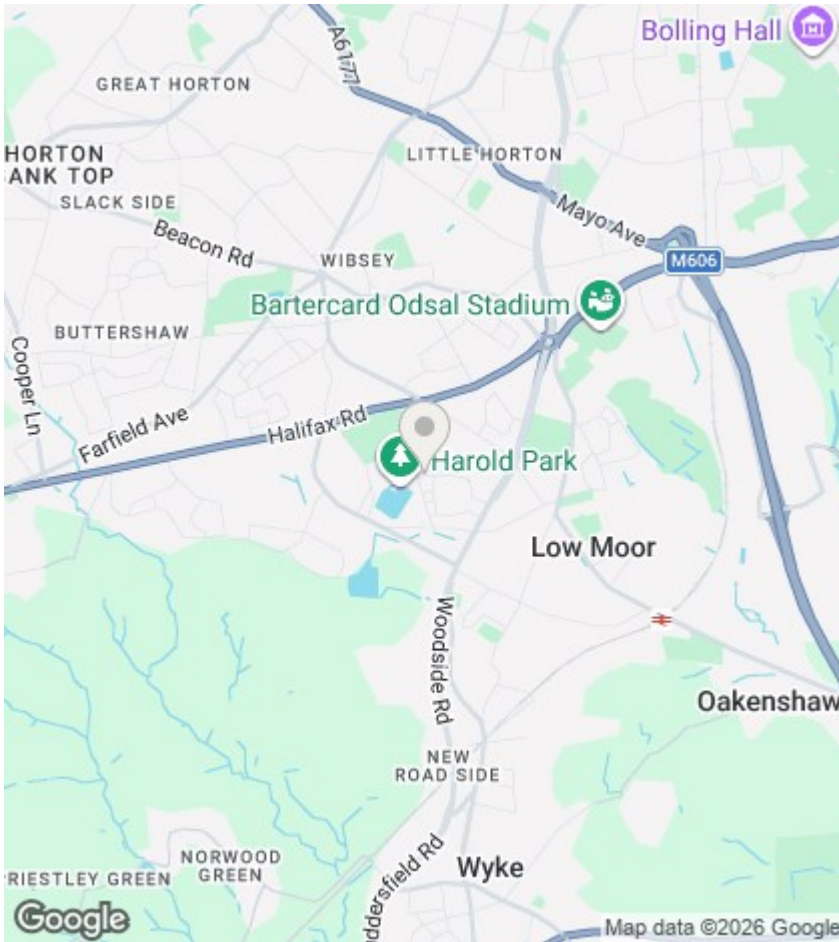 Bolling Hall
A6177
GREAT HORTON
LITTLE HORTON
HORTON
BANK TOP
SLACK SIDE
Mayo Ave
Beacon Rd
WIBSEY
M606
Bartercard Odsal Stadium
BUTTERSHAW
Cooper Ln
Farfield Ave
Halifax Rd
Harold Park
Low Moor
Woodside Rd
Oakenshaw
NEW
ROAD SIDE
NORWOOD
GREEN
PRIESTLEY GREEN
uddersfield Rd
Wyke
Google
Map data ©2026 Google